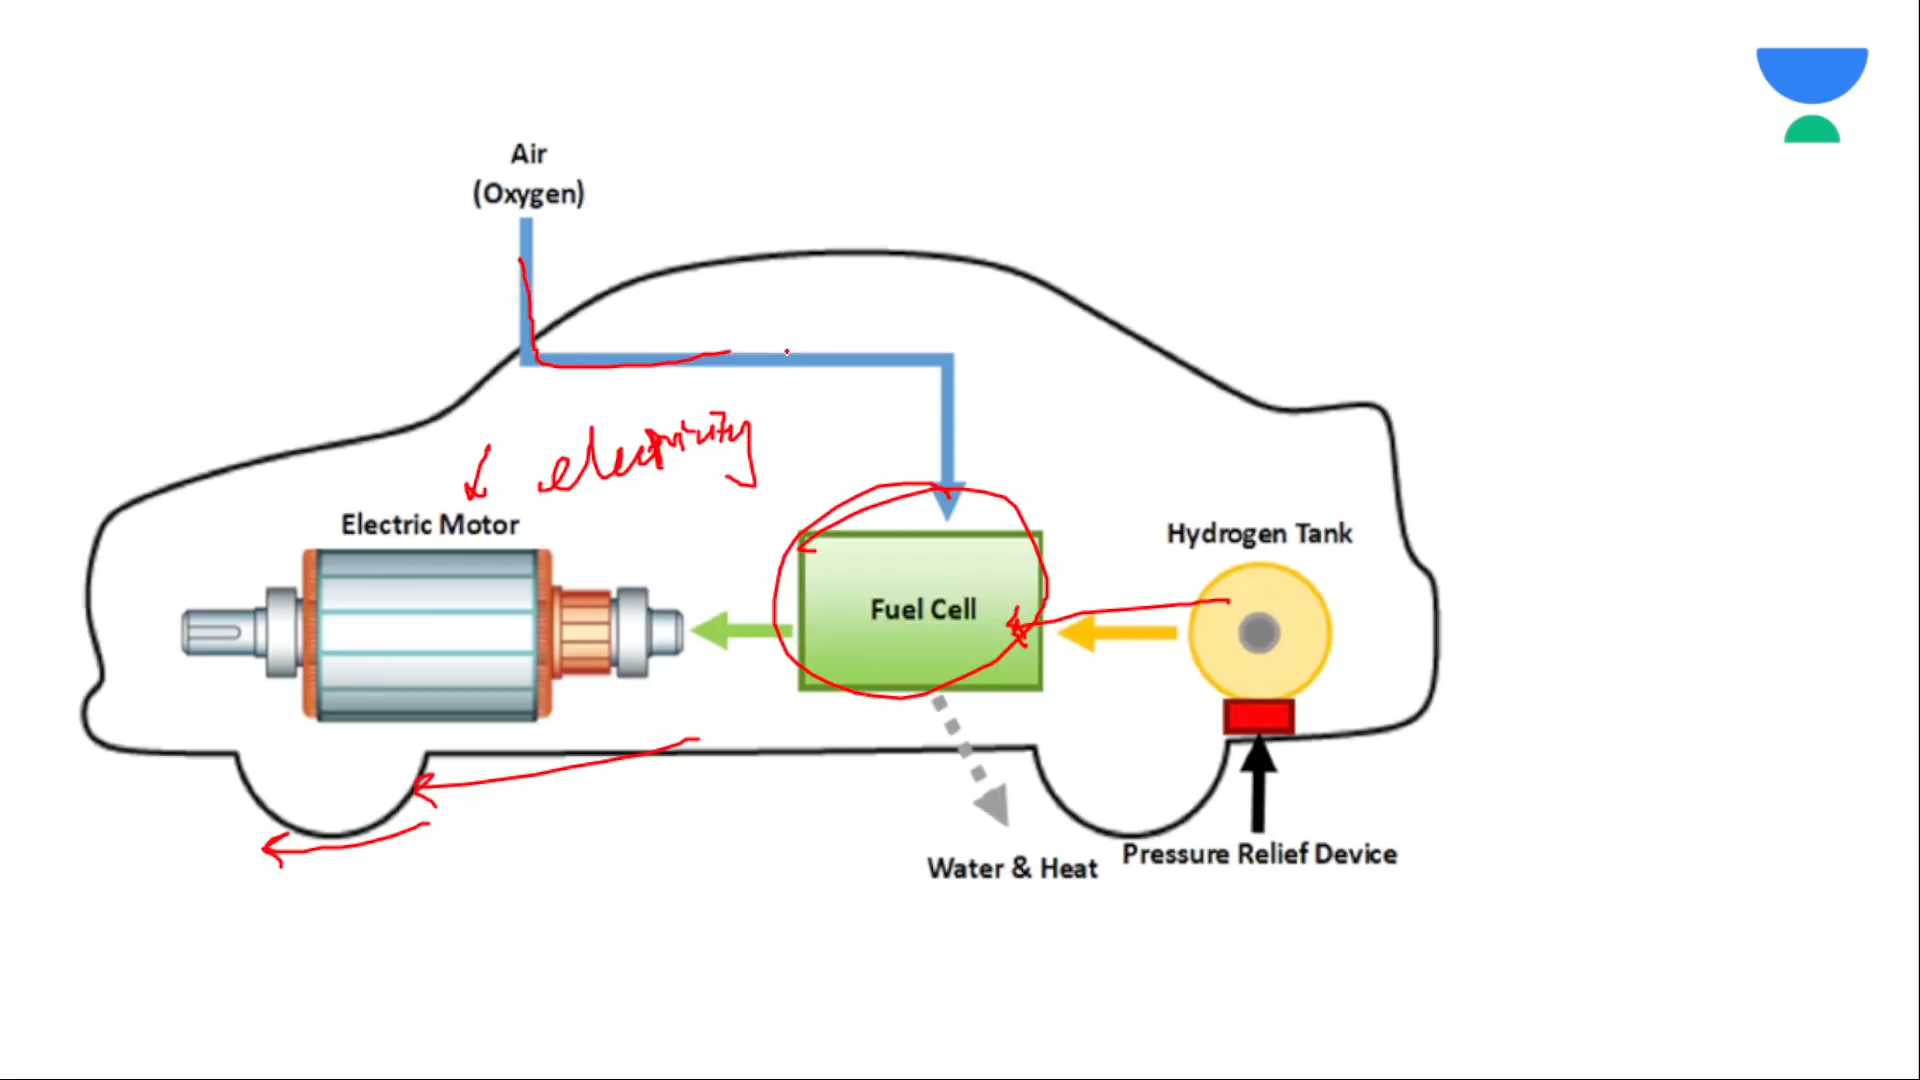 Air
(Oxygen)
electricity
Electric Motor
Hydrogen Tank
Fuel Cell
Pressure Relief Device
Water & Heat